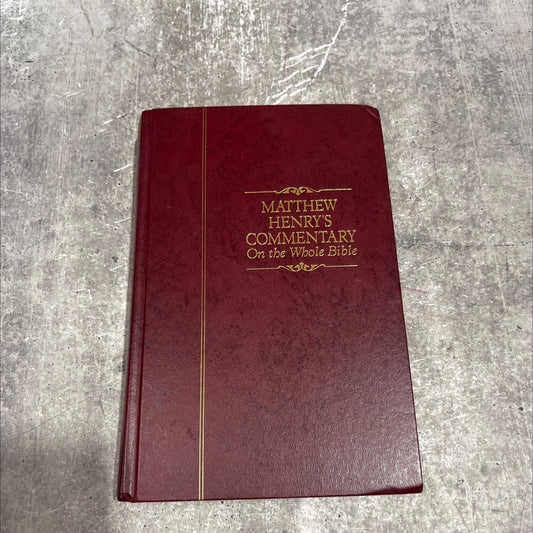 MATTHEW
HENRY'S
COMMENTARY
On the Whole Bible